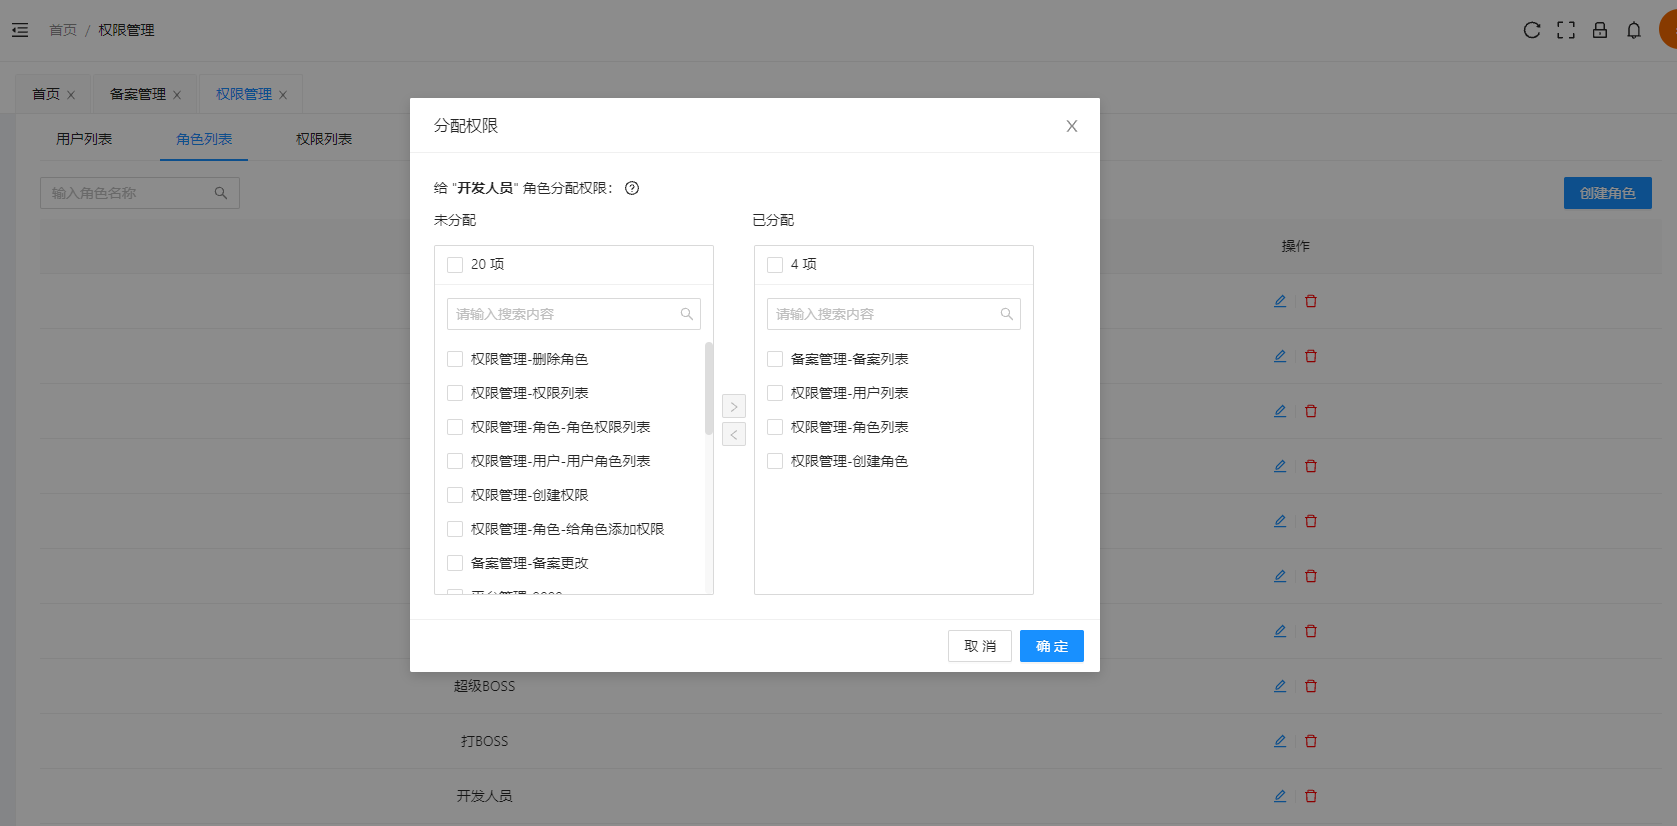 首页 / 权限管理
首页 备案管理 权限管理
用户列表 角色列表 权限列表
输入角色名称
创建角色
操作
分配权限
给 "开发人员" 角色分配权限：
未分配
20 项
请输入搜索内容
权限管理-删除角色
权限管理-权限列表
权限管理-角色-角色权限列表
权限管理-用户-用户角色列表
权限管理-创建权限
权限管理-角色-给角色添加权限
备案管理-备案更改
已分配
4 项
请输入搜索内容
备案管理-备案列表
权限管理-用户列表
权限管理-角色列表
权限管理-创建角色
取 消
确 定
超级BOSS
打BOSS
开发人员